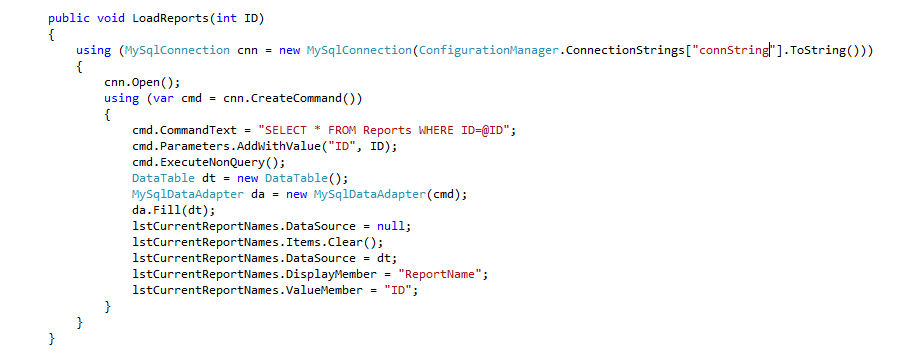 public void LoadReports(int ID)
{
using (MySqlConnection cnn = new MySqlConnection(ConfigurationManager.ConnectionStrings["connString"].ToString()))
{
cnn.Open();
using (var cmd = cnn.CreateCommand())
{
cmd.CommandText = "SELECT * FROM Reports WHERE ID=@ID";
cmd.Parameters.AddWithValue("ID", ID);
cmd.ExecuteNonQuery();
DataTable dt = new DataTable();
MySqlDataAdapter da = new MySqlDataAdapter(cmd);
da.Fill(dt);
lstCurrentReportNames.DataSource = null;
lstCurrentReportNames.Items.Clear();
lstCurrentReportNames.DataSource = dt;
lstCurrentReportNames.DisplayMember = "ReportName";
lstCurrentReportNames.ValueMember = "ID";
}
}
}